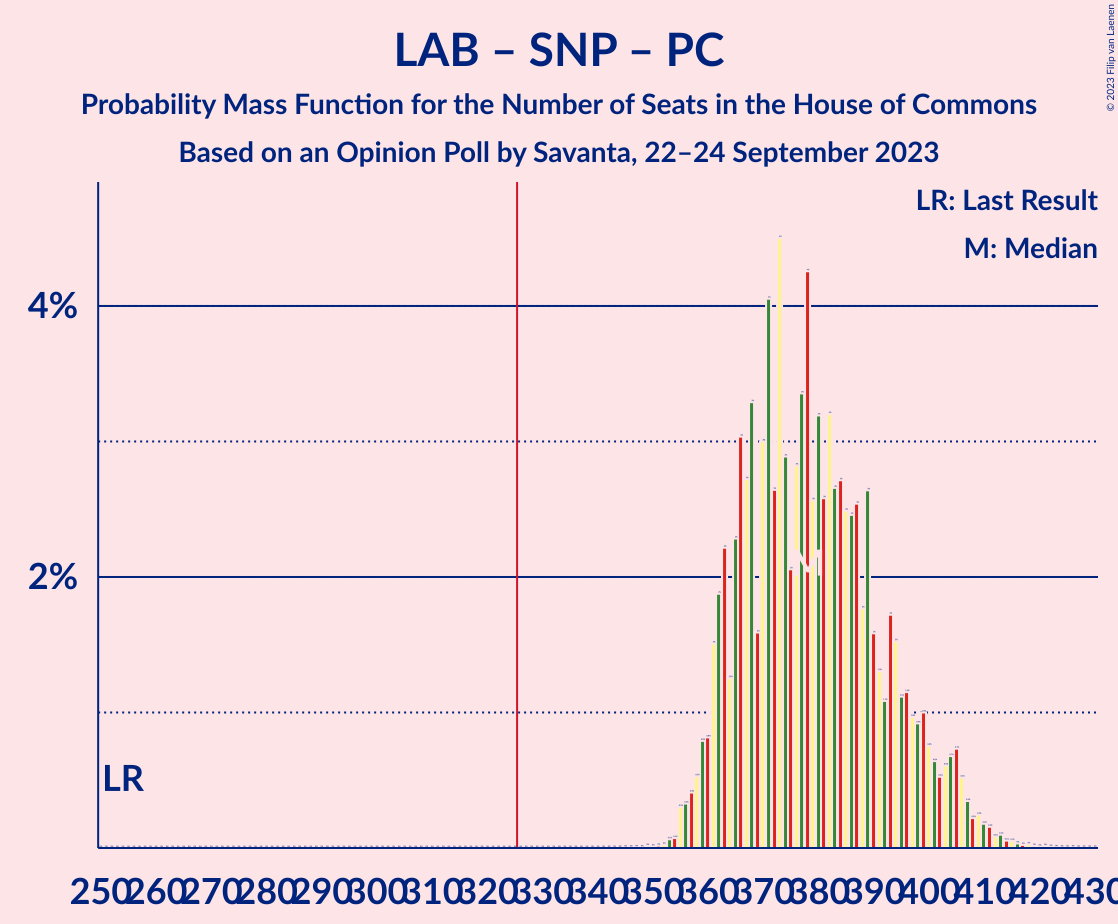 LAB – SNP – PC
Probability Mass Function for the Number of Seats in the House of Commons
Based on an Opinion Poll by Savanta, 22–24 September 2023
© 2023 Filip van Laenen
LR: Last Result
M: Median
4%
2%
LR
250 260 270 280 290 300 310 320 330 340 350 360 370 380 390 400 410 420 430